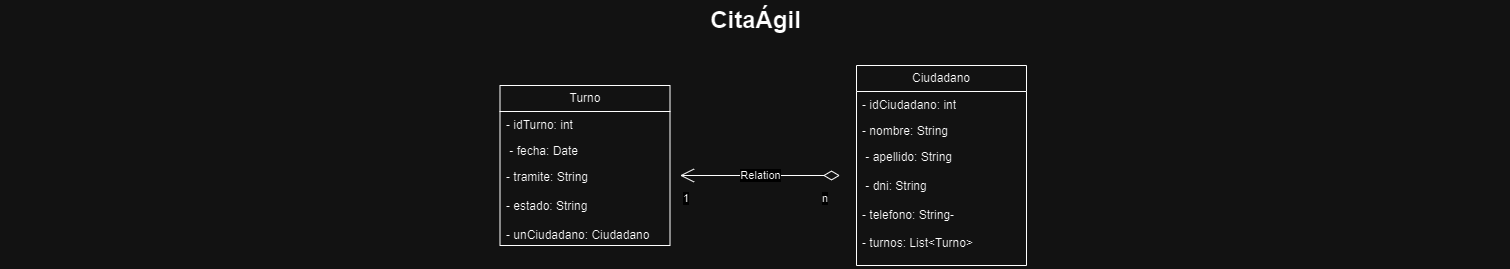 CitaÁgil
Turno
- idTurno: int
- fecha: Date
- tramite: String
- estado: String
- unCiudadano: Ciudadano
Relation
1
n
Ciudadano
- idCiudadano: int
- nombre: String
- apellido: String
- dni: String
- telefono: String-
- turnos: List<Turno>